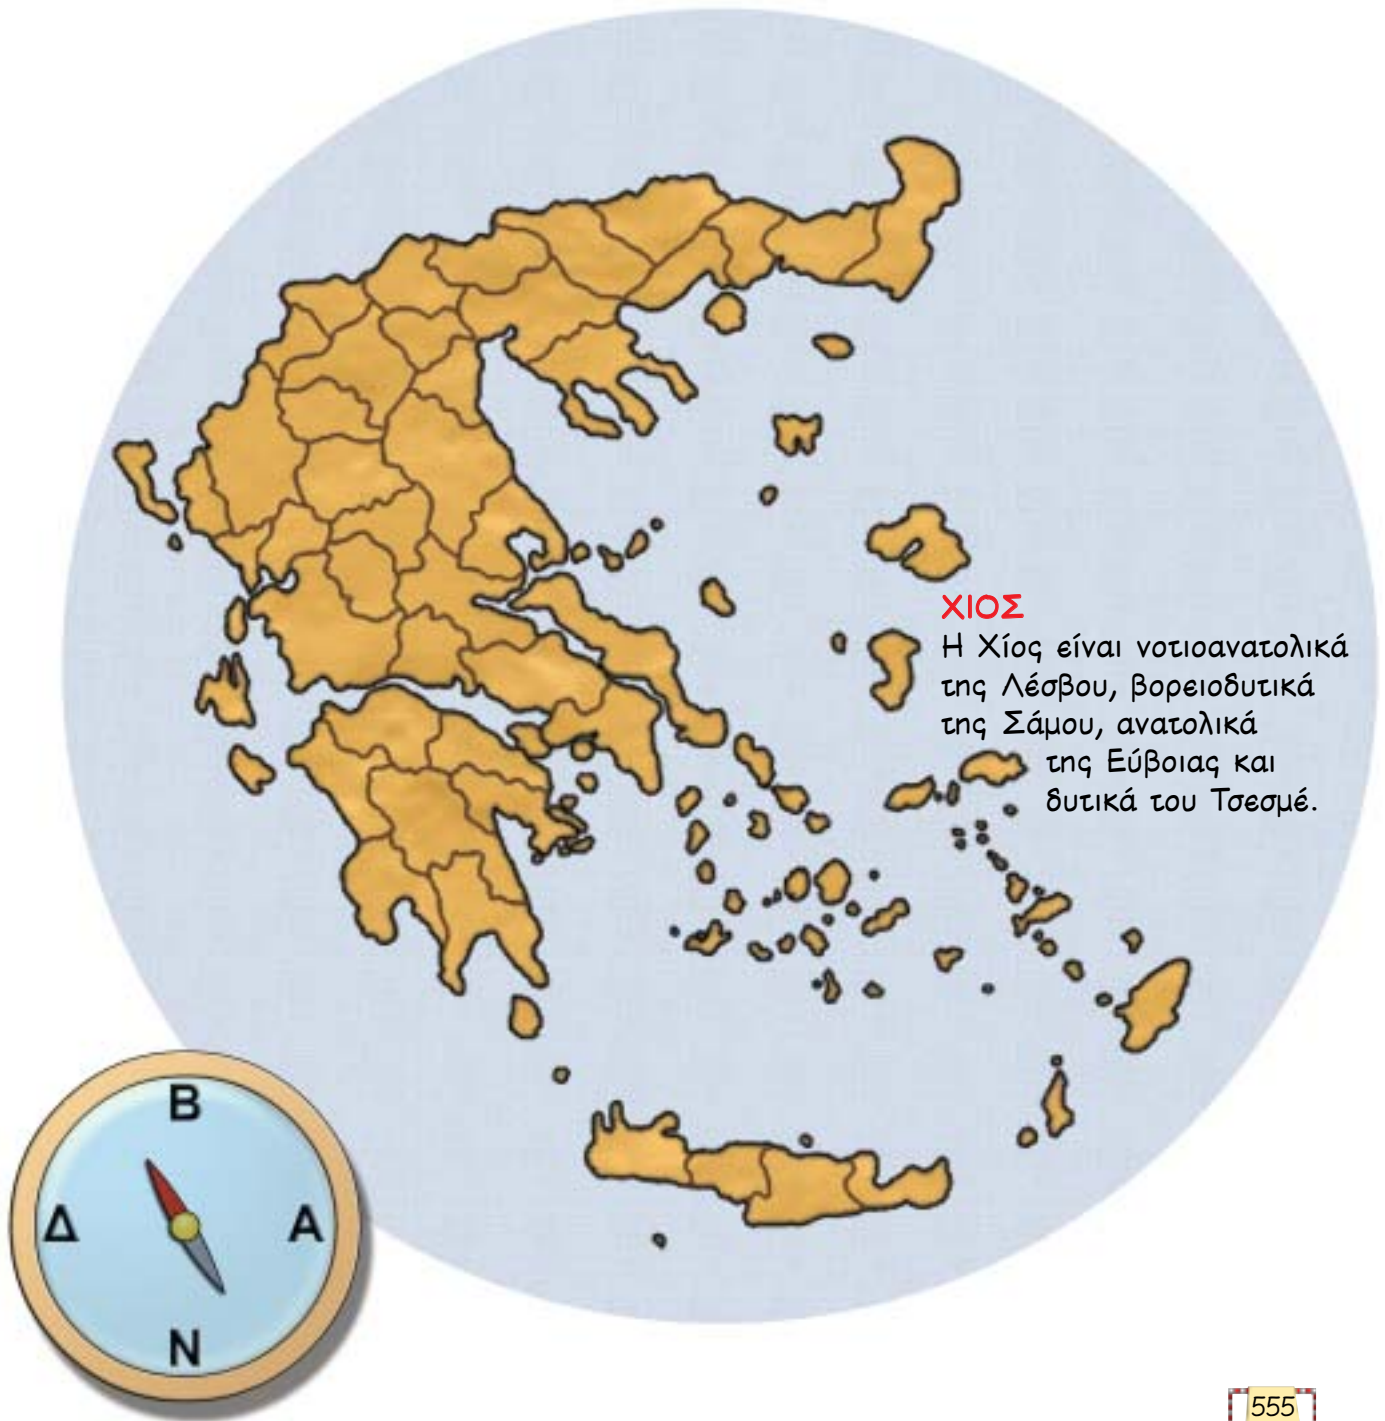 ΧΙΟΣ
Η Χίος είναι νοτιοανατολικά
της Λέσβου, βορειοδυτικά
της Σάμου, ανατολικά
της Εύβοιας και
δυτικά του Τσεσμέ.
Β
Δ Α
Ν
555